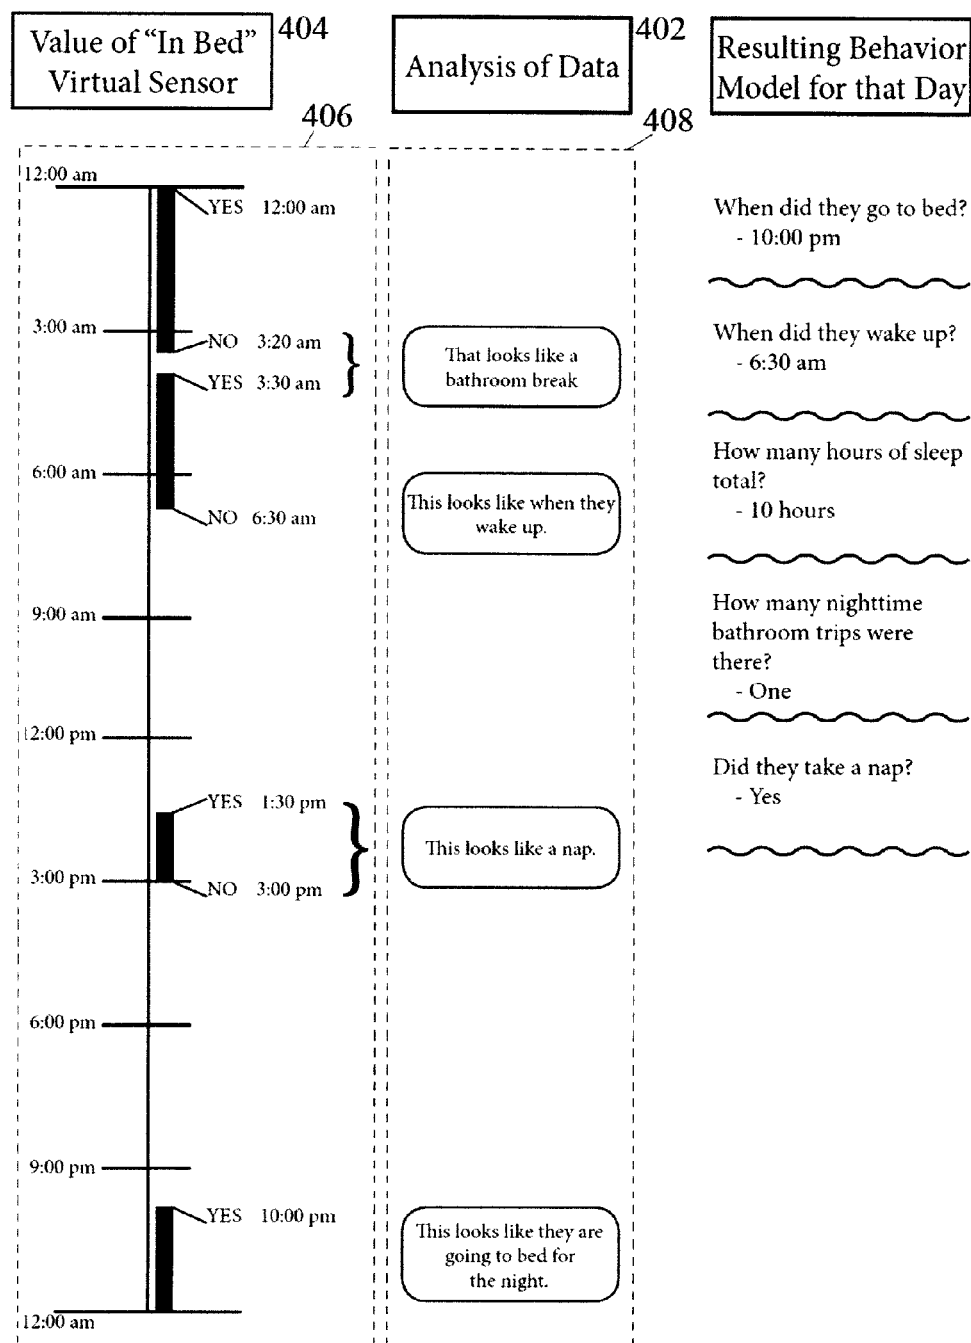 Value of “In Bed”
Virtual Sensor
404
Analysis of Data
402
Resulting Behavior
Model for that Day
406
408
12:00 am
YES 12:00 am
3:00 am
NO 3:20 am
YES 3:30 am
6:00 am
NO 6:30 am
9:00 am
12:00 pm
YES 1:30 pm
3:00 pm
NO 3:00 pm
6:00 pm
9:00 pm
YES 10:00 pm
12:00 am
That looks like a
bathroom break
This looks like when they
wake up.
This looks like a nap.
This looks like they are
going to bed for
the night.
When did they go to bed?
- 10:00 pm
When did they wake up?
- 6:30 am
How many hours of sleep
total?
- 10 hours
How many nighttime
bathroom trips were
there?
- One
Did they take a nap?
- Yes